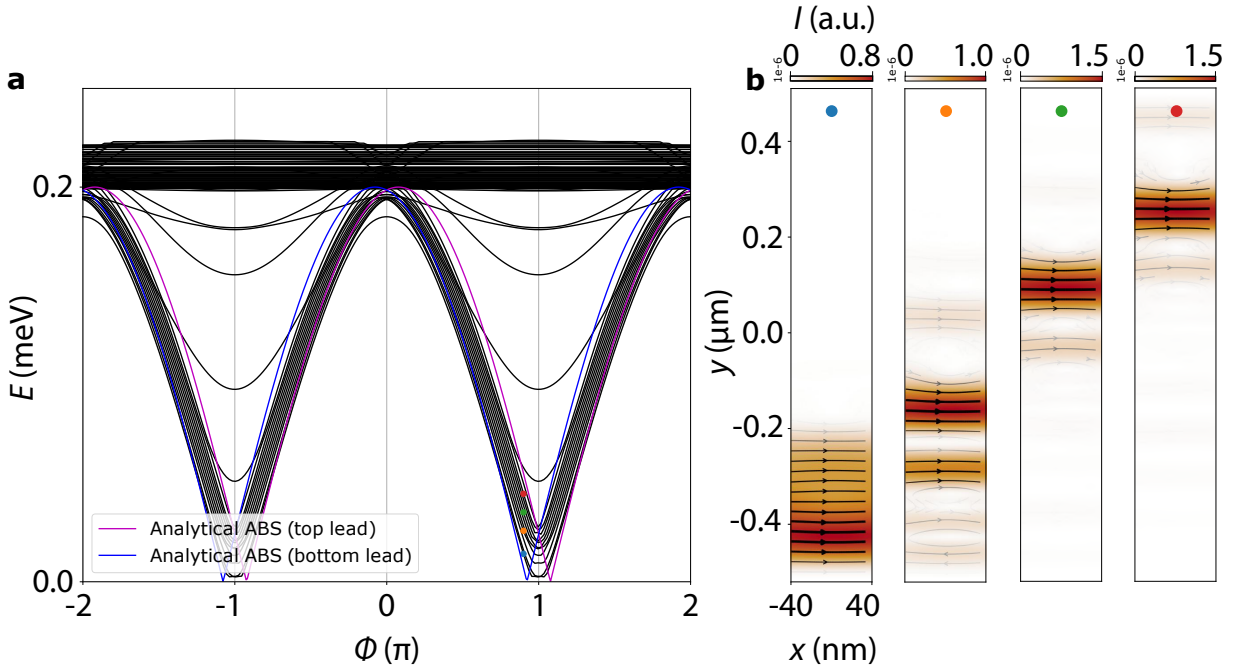 a
E (meV)
0.2
0.0
-2
-1
0
1
2
Φ (π)
Analytical ABS (top lead)
Analytical ABS (bottom lead)
b
I (a.u.)
0 0.8
1e-6
0 1.0
1e-6
0 1.5
1e-6
0 1.5
1e-6
y (μm)
0.4
0.2
0.0
-0.2
-0.4
-40 40
x (nm)